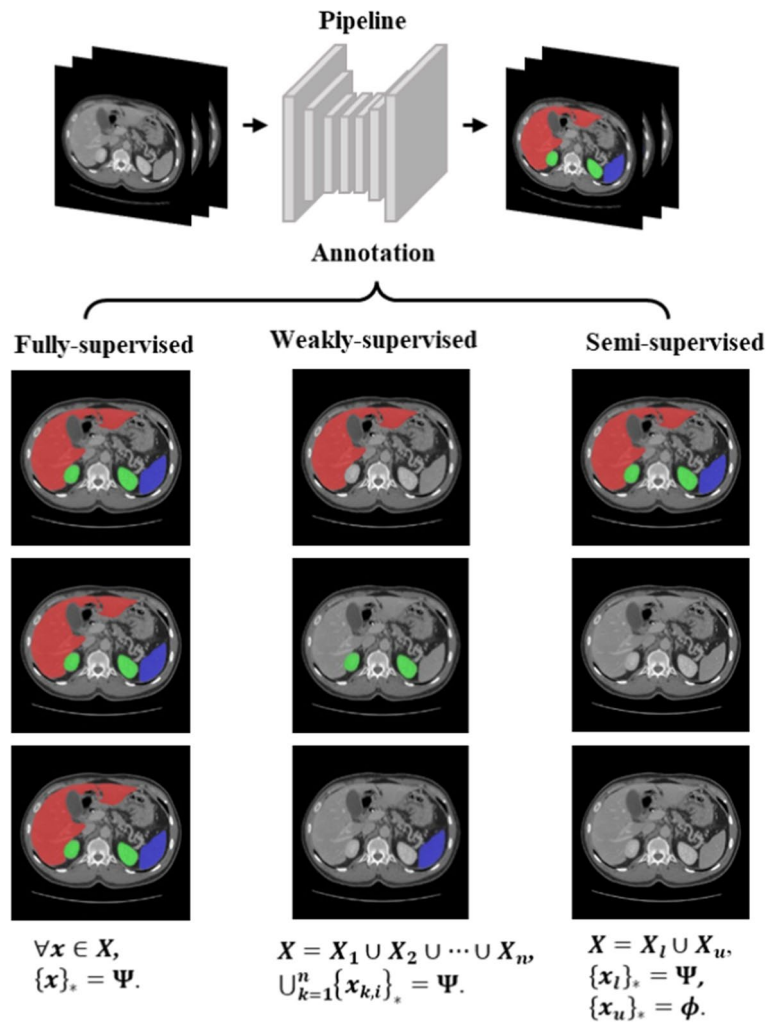 Pipeline
Annotation
Fully-supervised
Weakly-supervised
Semi-supervised
∀x ∈ X,
{x}* = Ψ.
X = X₁ ∪ X₂ ∪ ⋯ ∪ Xₙ,
⋃ⁿₖ₌₁{xₖ,ᵢ}* = Ψ.
X = Xₗ ∪ Xᵤ,
{xₗ}* = Ψ,
{xᵤ}* = ϕ.